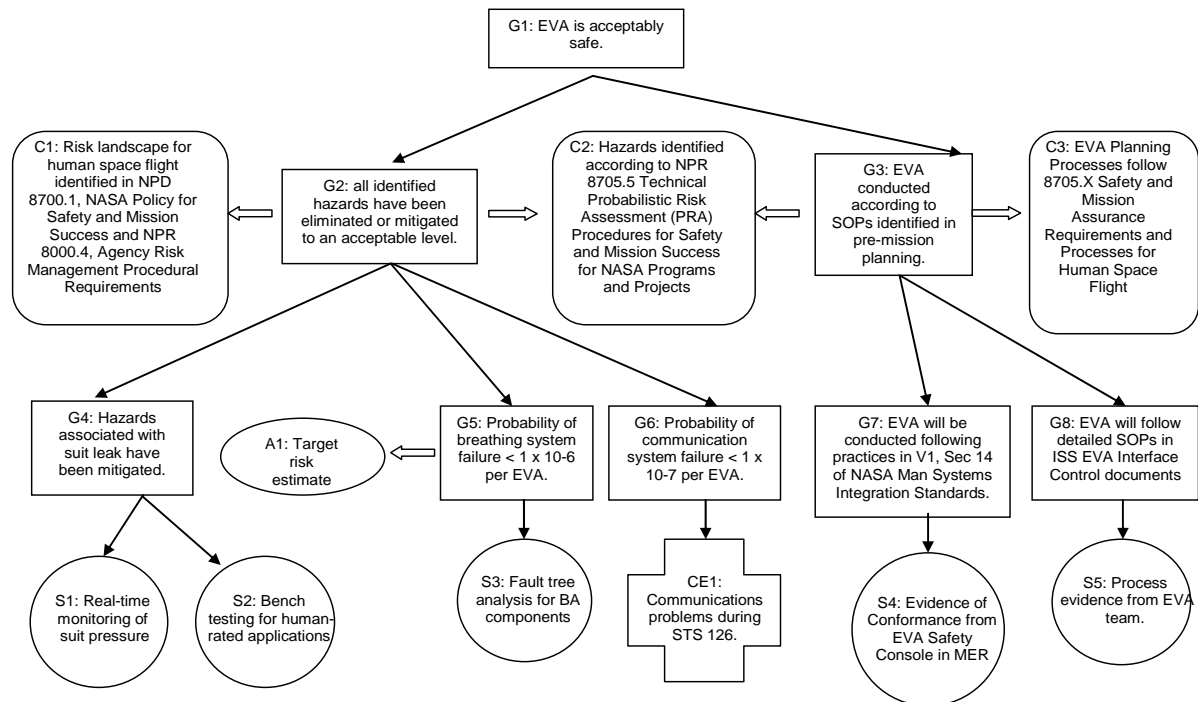 G1: EVA is acceptably
safe.
C1: Risk landscape for
human space flight
identified in NPD
8700.1, NASA Policy for
Safety and Mission
Success and NPR
8000.4, Agency Risk
Management Procedural
Requirements
G2: all identified
hazards have been
eliminated or mitigated
to an acceptable level.
C2: Hazards identified
according to NPR
8705.5 Technical
Probabilistic Risk
Assessment (PRA)
Procedures for Safety
and Mission Success
for NASA Programs
and Projects
G3: EVA
conducted
according to
SOPs identified in
pre-mission
planning.
C3: EVA Planning
Processes follow
8705.X Safety and
Mission
Assurance
Requirements and
Processes for
Human Space
Flight
G4: Hazards
associated with
suit leak have
been mitigated.
A1: Target
risk
estimate
G5: Probability of
breathing system
failure < 1 x 10-6
per EVA.
G6: Probability of
communication
system failure < 1 x
10-7 per EVA.
G7: EVA will be
conducted following
practices in V1, Sec 14
of NASA Man Systems
Integration Standards.
G8: EVA will follow
detailed SOPs in
ISS EVA Interface
Control documents
S1: Real-time
monitoring of
suit pressure
S2: Bench
testing for human-
rated applications
S3: Fault tree
analysis for BA
components
CE1:
Communications
problems during
STS 126.
S4: Evidence of
Conformance from
EVA Safety
Console in MER
S5: Process
evidence from EVA
team.